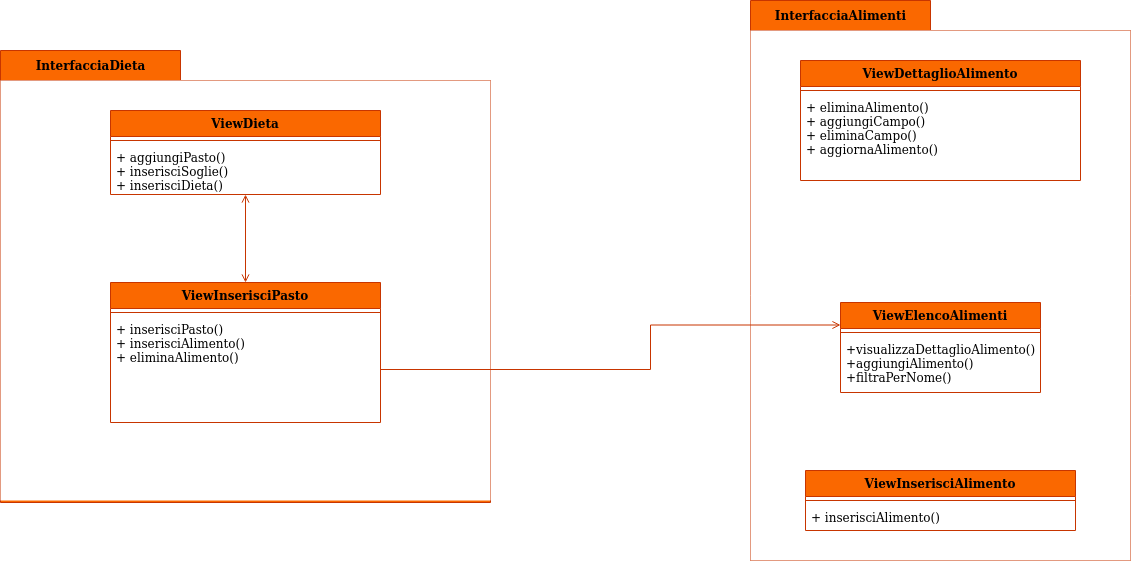 InterfacciaDieta
ViewDieta
+ aggiungiPasto()
+ inserisciSoglie()
+ inserisciDieta()
ViewInserisciPasto
+ inserisciPasto()
+ inserisciAlimento()
+ eliminaAlimento()
InterfacciaAlimenti
ViewDettaglioAlimento
+ eliminaAlimento()
+ aggiungiCampo()
+ eliminaCampo()
+ aggiornaAlimento()
ViewElencoAlimenti
+visualizzaDettaglioAlimento()
+aggiungiAlimento()
+filtraPerNome()
ViewInserisciAlimento
+ inserisciAlimento()